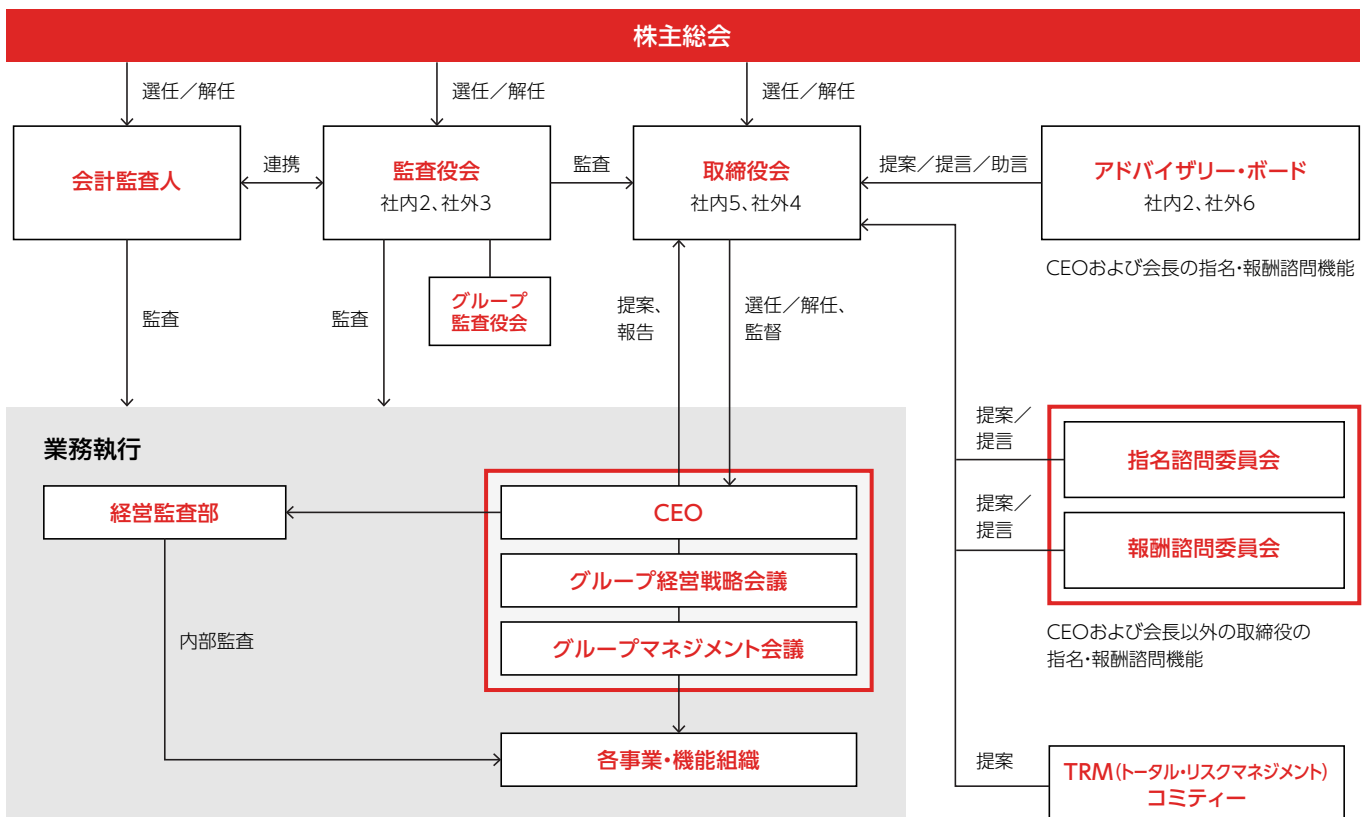 株主総会
選任／解任
選任／解任
選任／解任
会計監査人
連携
監査役会
社内2、社外3
監査
取締役会
社内5、社外4
提案／提言／助言
アドバイザリー・ボード
社内2、社外6
CEOおよび会長の指名・報酬諮問機能
グループ
監査役会
監査
監査
提案、
報告
選任／解任、
監督
業務執行
経営監査部
CEO
グループ経営戦略会議
グループマネジメント会議
内部監査
各事業・機能組織
提案／
提言
指名諮問委員会
提案／
提言
報酬諮問委員会
CEOおよび会長以外の取締役の
指名・報酬諮問機能
提案
TRM（トータル・リスクマネジメント）
コミティー